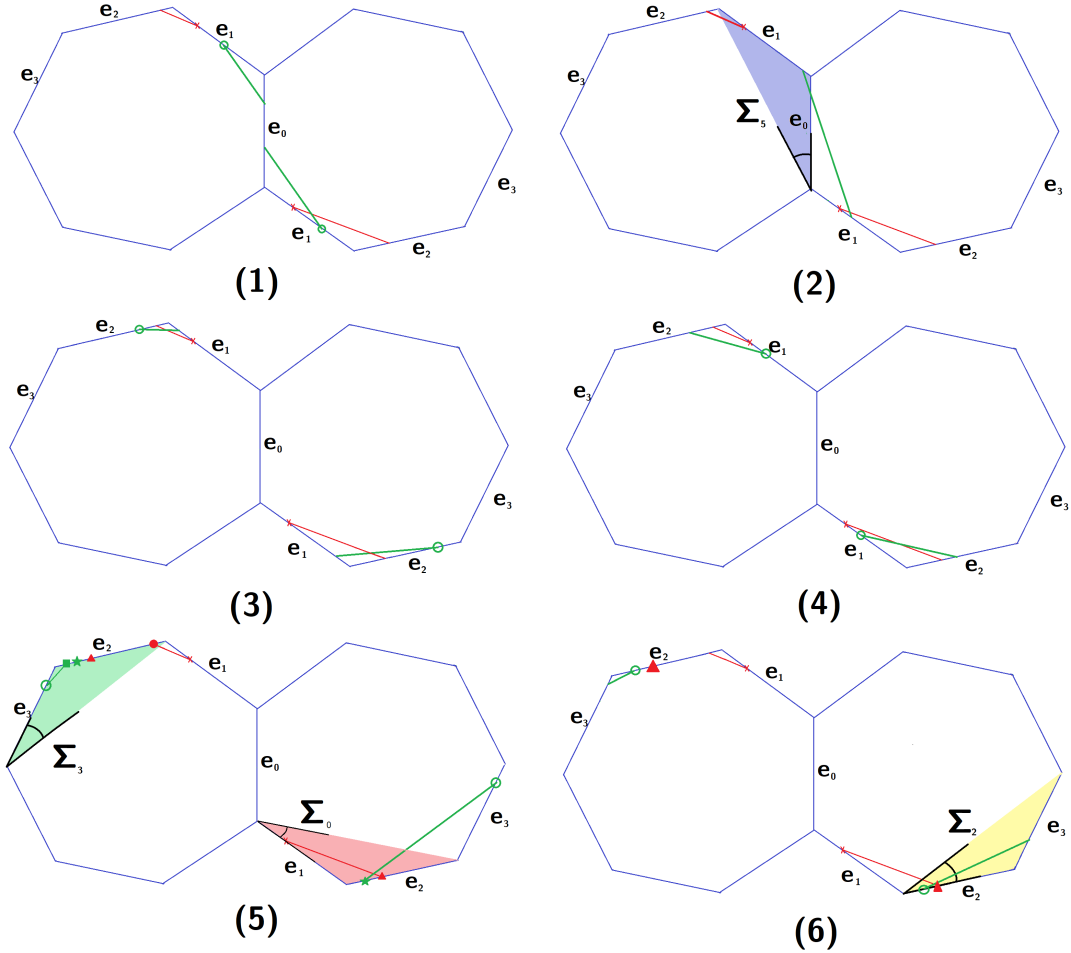 e₂ e₁ e₃ e₀ e₃ e₁ e₂
(1)
e₂ e₁ e₃ Σ₅ e₀ e₃ e₁ e₂
(2)
e₂ e₁ e₃ e₀ e₃ e₁ e₂
(3)
e₂ e₁ e₃ e₀ e₃ e₁ e₂
(4)
e₂ e₁ e₃ Σ₃ e₀ Σ₀ e₃ e₁ e₂
(5)
e₂ e₁ e₃ e₀ Σ₂ e₃ e₁ e₂
(6)